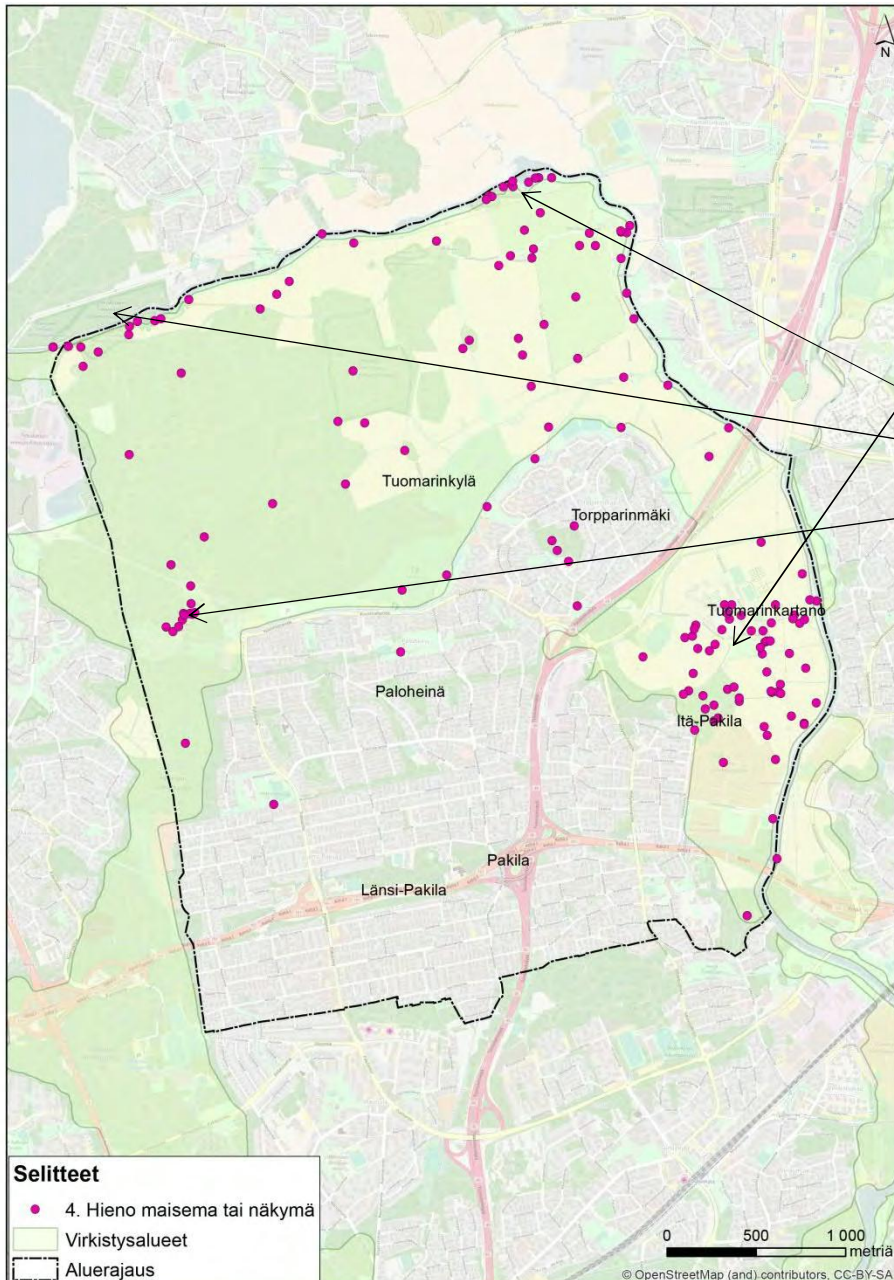 N
Tuomarinkylä
Torpparinmäki
Tuomarinkartano
Paloheinä
Itä-Pakila
Pakila
Länsi-Pakila
Selitteet
4. Hieno maisema tai näkymä
Virkistysalueet
Aluerajaus
0 500 1 000
metriä
© OpenStreetMap (and) contributors, CC-BY-SA